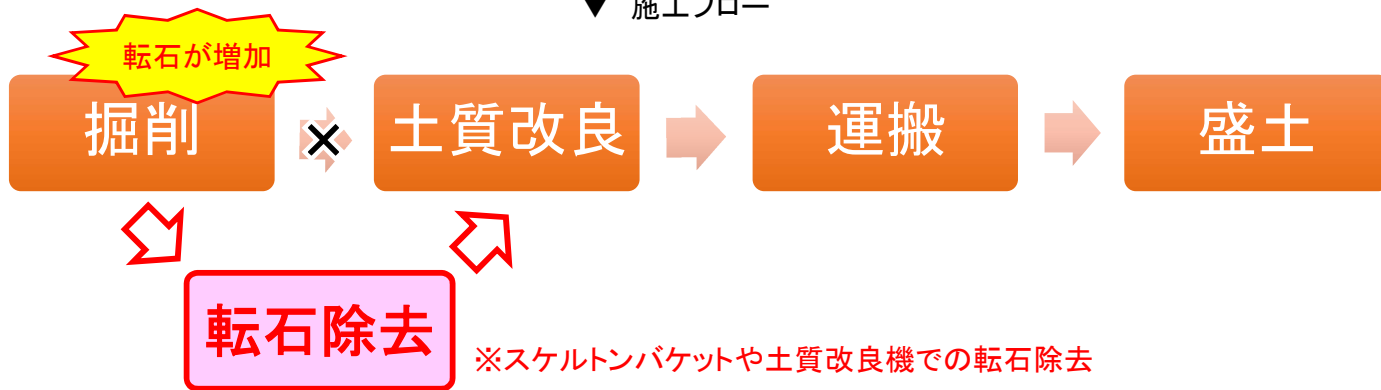 ▼ 施工フロー
転石が増加
掘削
土質改良
運搬
盛土
転石除去
※スケルトンバケットや土質改良機での転石除去